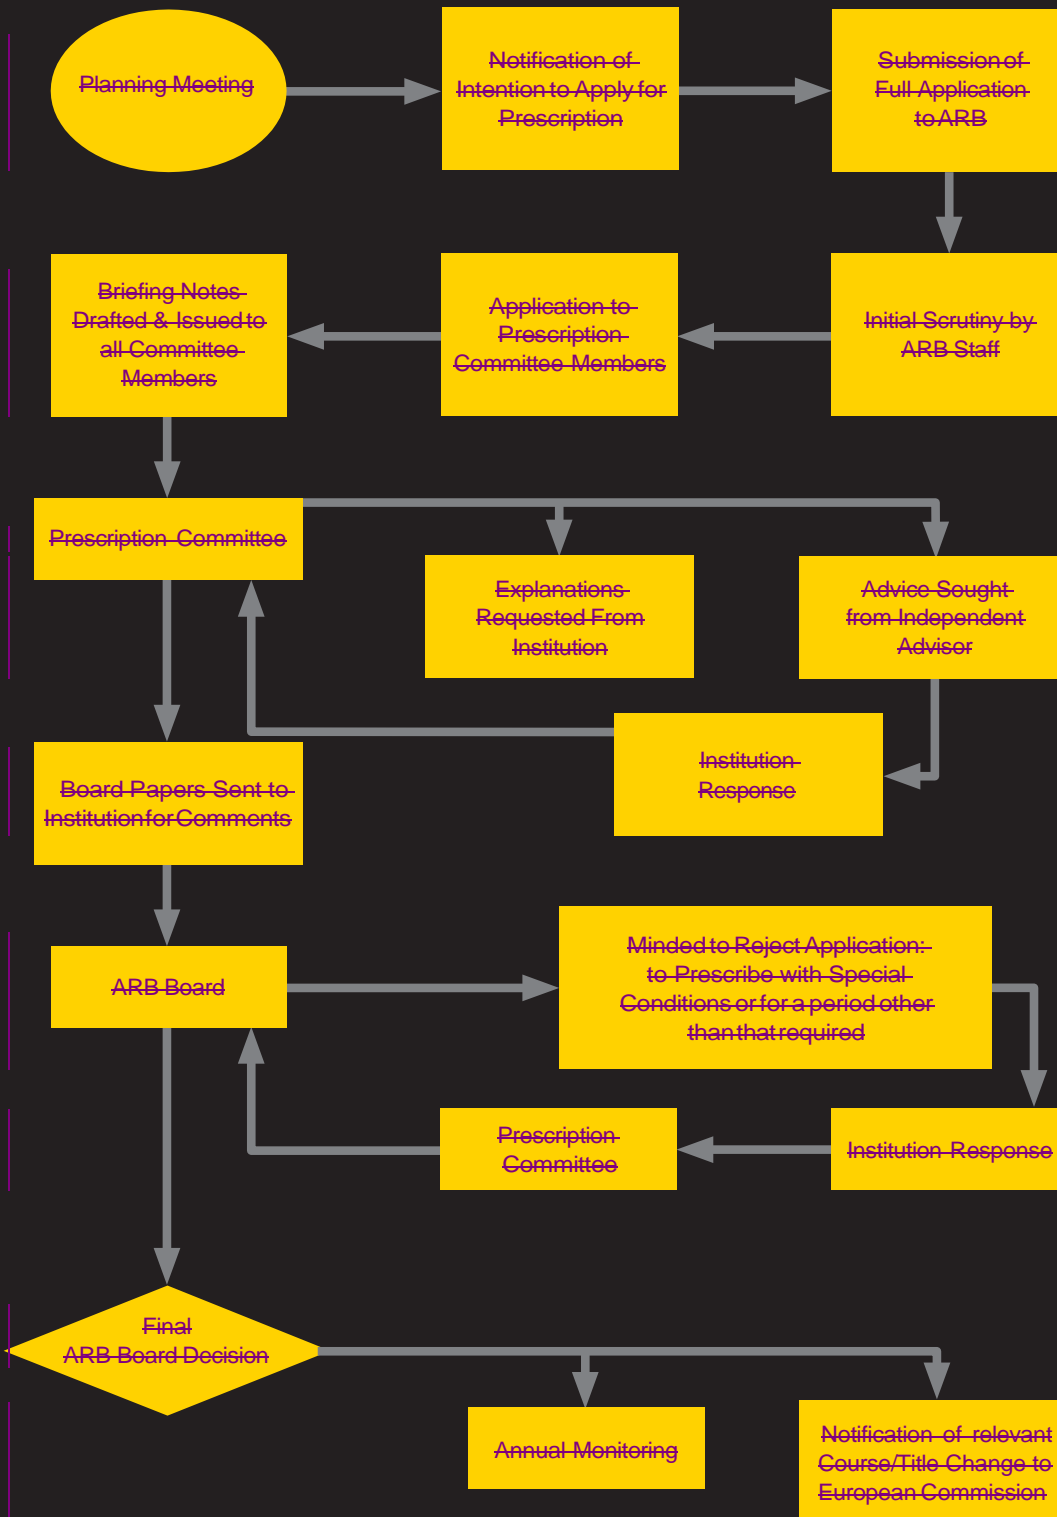 Planning Meeting
Notification of
Intention to Apply for
Prescription
Submission of
Full Application
to ARB
Briefing Notes
Drafted & Issued to
all Committee
Members
Application to
Prescription
Committee Members
Initial Scrutiny by
ARB Staff
Prescription Committee
Explanations
Requested From
Institution
Advice Sought
from Independent
Advisor
Institution
Response
Board Papers Sent to
Institution for Comments
ARB Board
Minded to Reject Application:
to Prescribe with Special
Conditions or for a period other
than that required
Prescription
Committee
Institution Response
Final
ARB Board Decision
Annual Monitoring
Notification of relevant
Course/Title Change to
European Commission